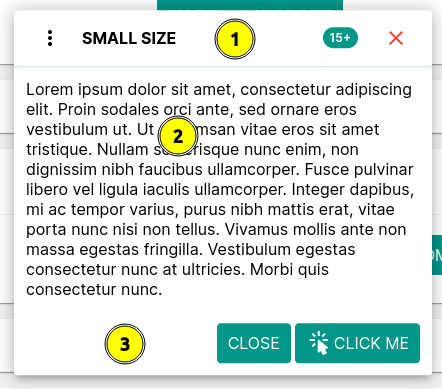 SMALL SIZE 1 15+
Lorem ipsum dolor sit amet, consectetur adipiscing
elit. Proin sodales orci ante, sed ornare eros
vestibulum ut. Ut 2 msan vitae eros sit amet
tristique. Nullam s risque nunc enim, non
dignissim nibh faucibus ullamcorper. Fusce pulvinar
libero vel ligula iaculis ullamcorper. Integer dapibus,
mi ac tempor varius, purus nibh mattis erat, vitae
porta nunc nisi non tellus. Vivamus mollis ante non
massa egestas fringilla. Vestibulum egestas
consectetur nunc at ultricies. Morbi quis
consectetur nunc.
3 CLOSE CLICK ME